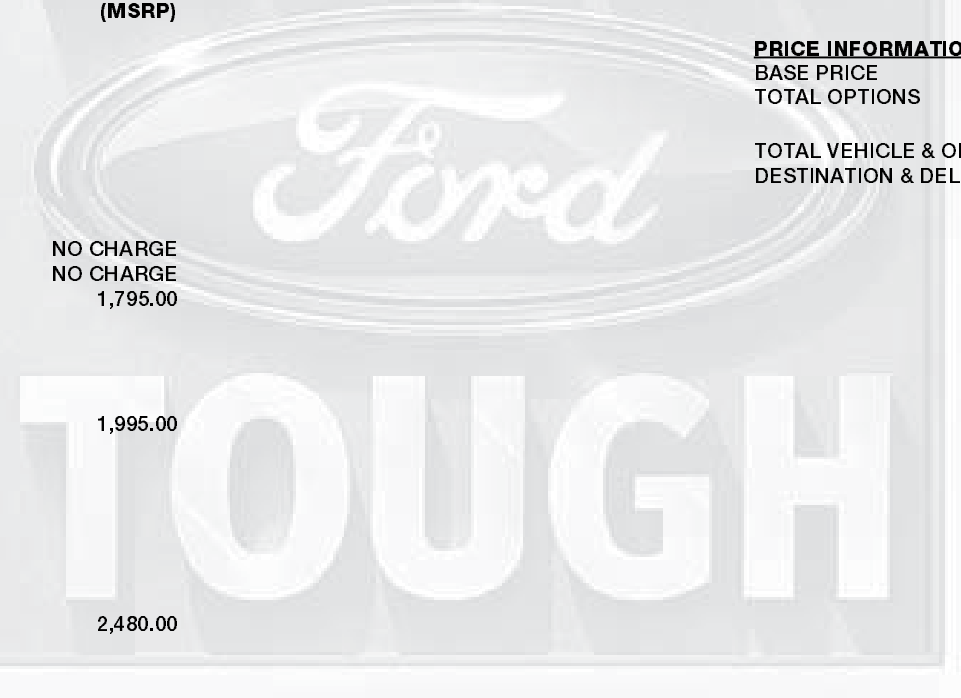 (MSRP)
PRICE INFORMATIO
BASE PRICE
TOTAL OPTIONS
TOTAL VEHICLE &
DESTINATION & DEL
NO CHARGE
NO CHARGE
1,795.00
1,995.00
2,480.00
Ford
TOUGH